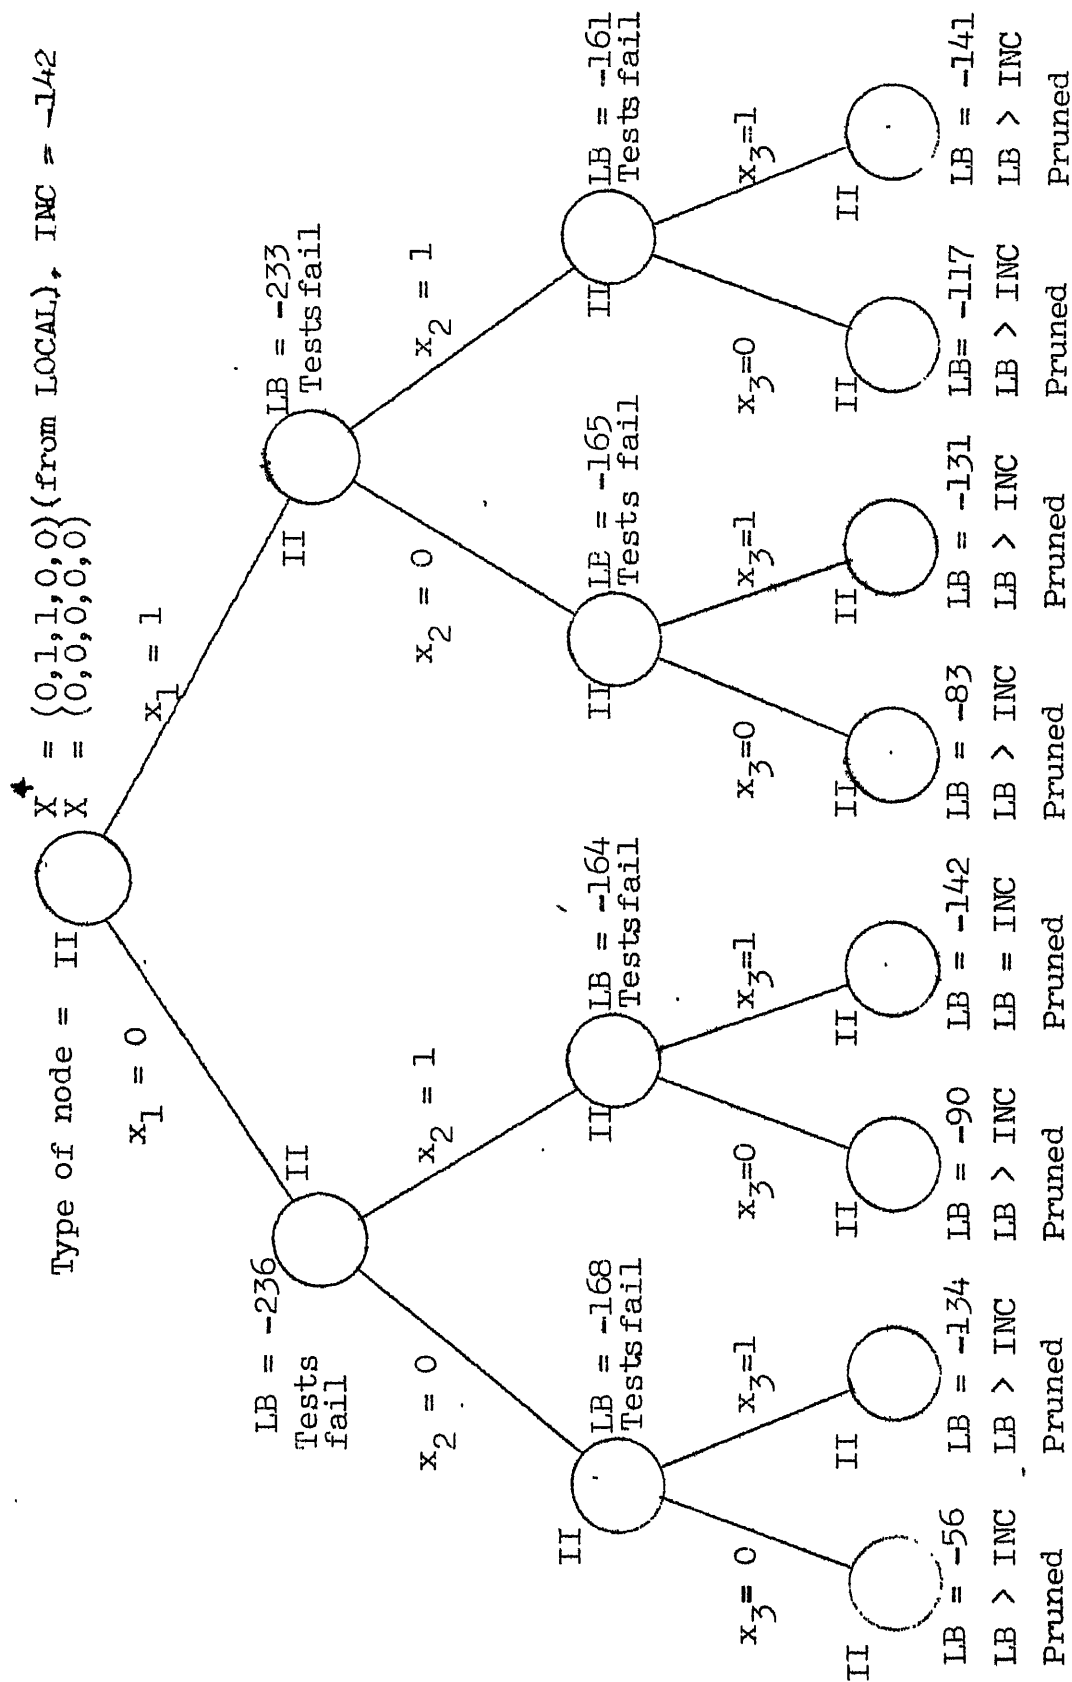 Type of node = II
X* = (0,1,1,0,0)(from LOCAL), INC = -142
X = (0,0,0,0,0)
x1 = 0
x1 = 1
LB = -236
Tests
fail
II
II
LB = -233
Tests fail
x2 = 0
x2 = 1
x2 = 0
x2 = 1
II
LB = -168
Tests fail
II
LB = -164
Tests fail
II
LB = -165
Tests fail
II
LB = -161
Tests fail
x3= 0
x3=1
x3=0
x3=1
x3=0
x3=1
x3=0
x3=1
II
II
II
II
II
II
II
II
LB = -56
LB > INC
Pruned
LB = -134
LB > INC
Pruned
LB = -90
LB > INC
Pruned
LB = -142
LB = INC
Pruned
LB = -83
LB > INC
Pruned
LB = -131
LB > INC
Pruned
LB= -117
LB > INC
Pruned
LB = -141
LB > INC
Pruned